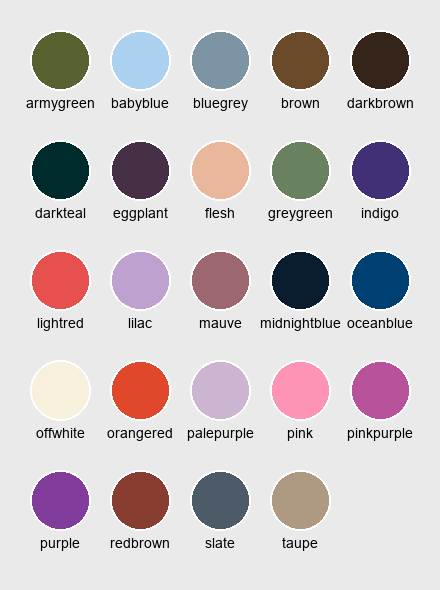 armygreen babyblue bluegrey brown darkbrown
darkteal eggplant flesh greygreen indigo
lightred lilac mauve midnightblue oceanblue
offwhite orangered palepurple pink pinkpurple
purple redbrown slate taupe